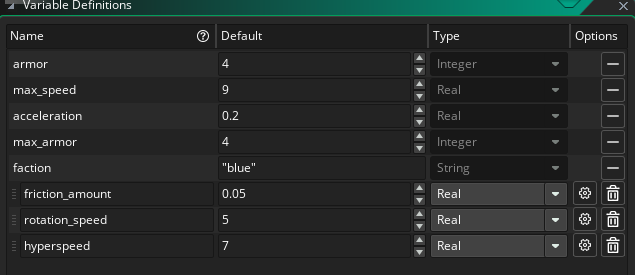 Variable Definitions
Name Default Type Options
armor 4 Integer
max_speed 9 Real
acceleration 0.2 Real
max_armor 4 Integer
faction "blue" String
friction_amount 0.05 Real
rotation_speed 5 Real
hyperspeed 7 Real